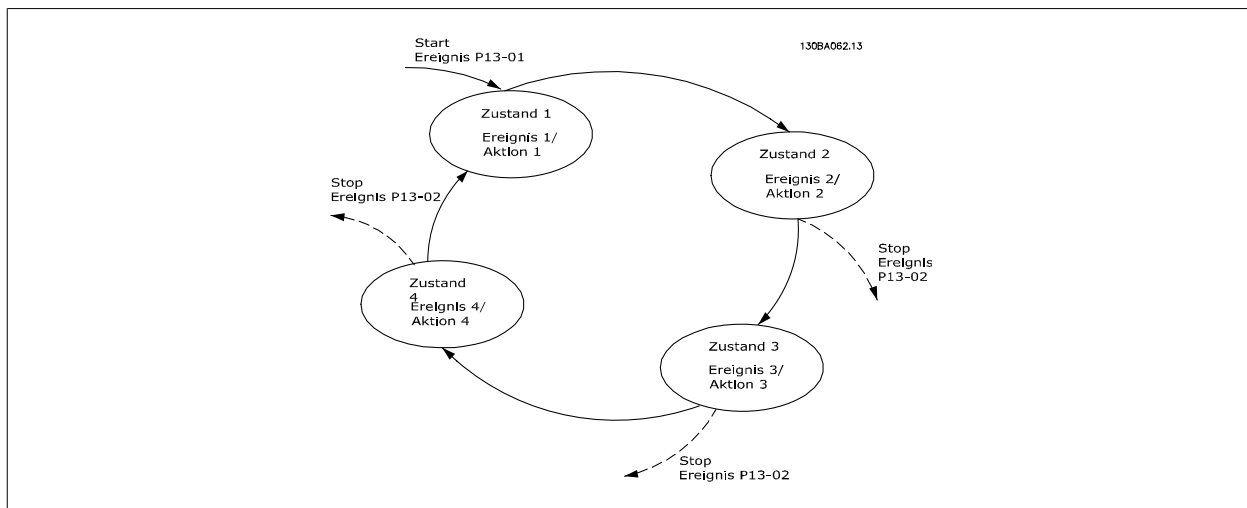 Start
Ereignis P13-01
130BA062.13
Zustand 1
Ereignis 1/
Aktion 1
Zustand 2
Ereignis 2/
Aktion 2
Stop
Ereignis P13-02
Stop
Ereignis
P13-02
Zustand
4
Ereignis 4/
Aktion 4
Zustand 3
Ereignis 3/
Aktion 3
Stop
Ereignis P13-02